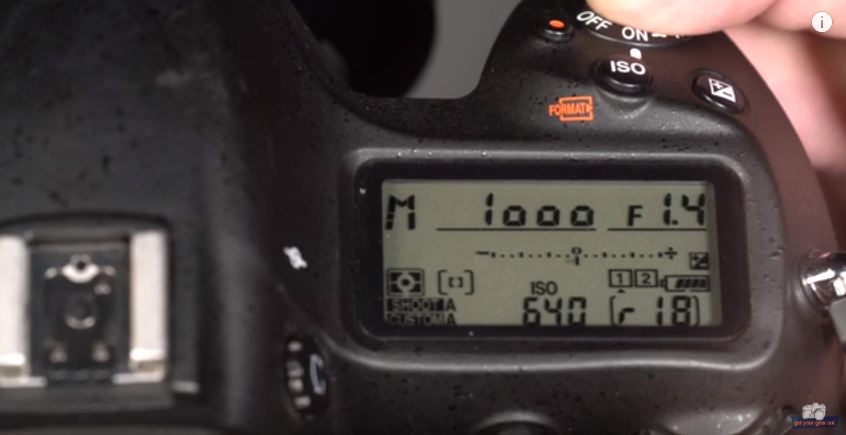 OFF
ON
ISO
FORMAT
M 1000 F1.4
ISO
1 2
SHOOT A
CUSTOM A
640 [r 18]
get your gear out
i